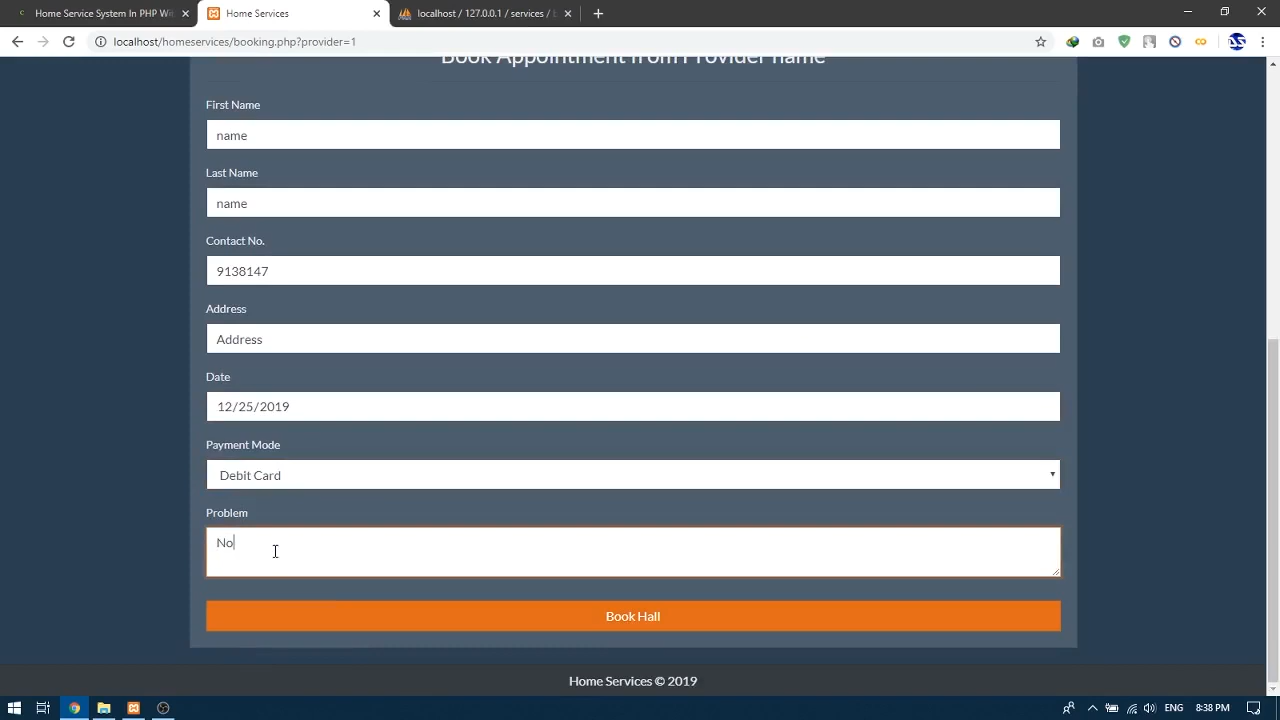 Home Service System In PHP Wit
Home Services
localhost / 127.0.0.1 / services / b
localhost/homeservices/booking.php?provider=1
Book Appointment from Provider name
First Name
name
Last Name
name
Contact No.
9138147
Address
Address
Date
12/25/2019
Payment Mode
Debit Card
Problem
No
Book Hall
Home Services © 2019
ENG
8:38 PM